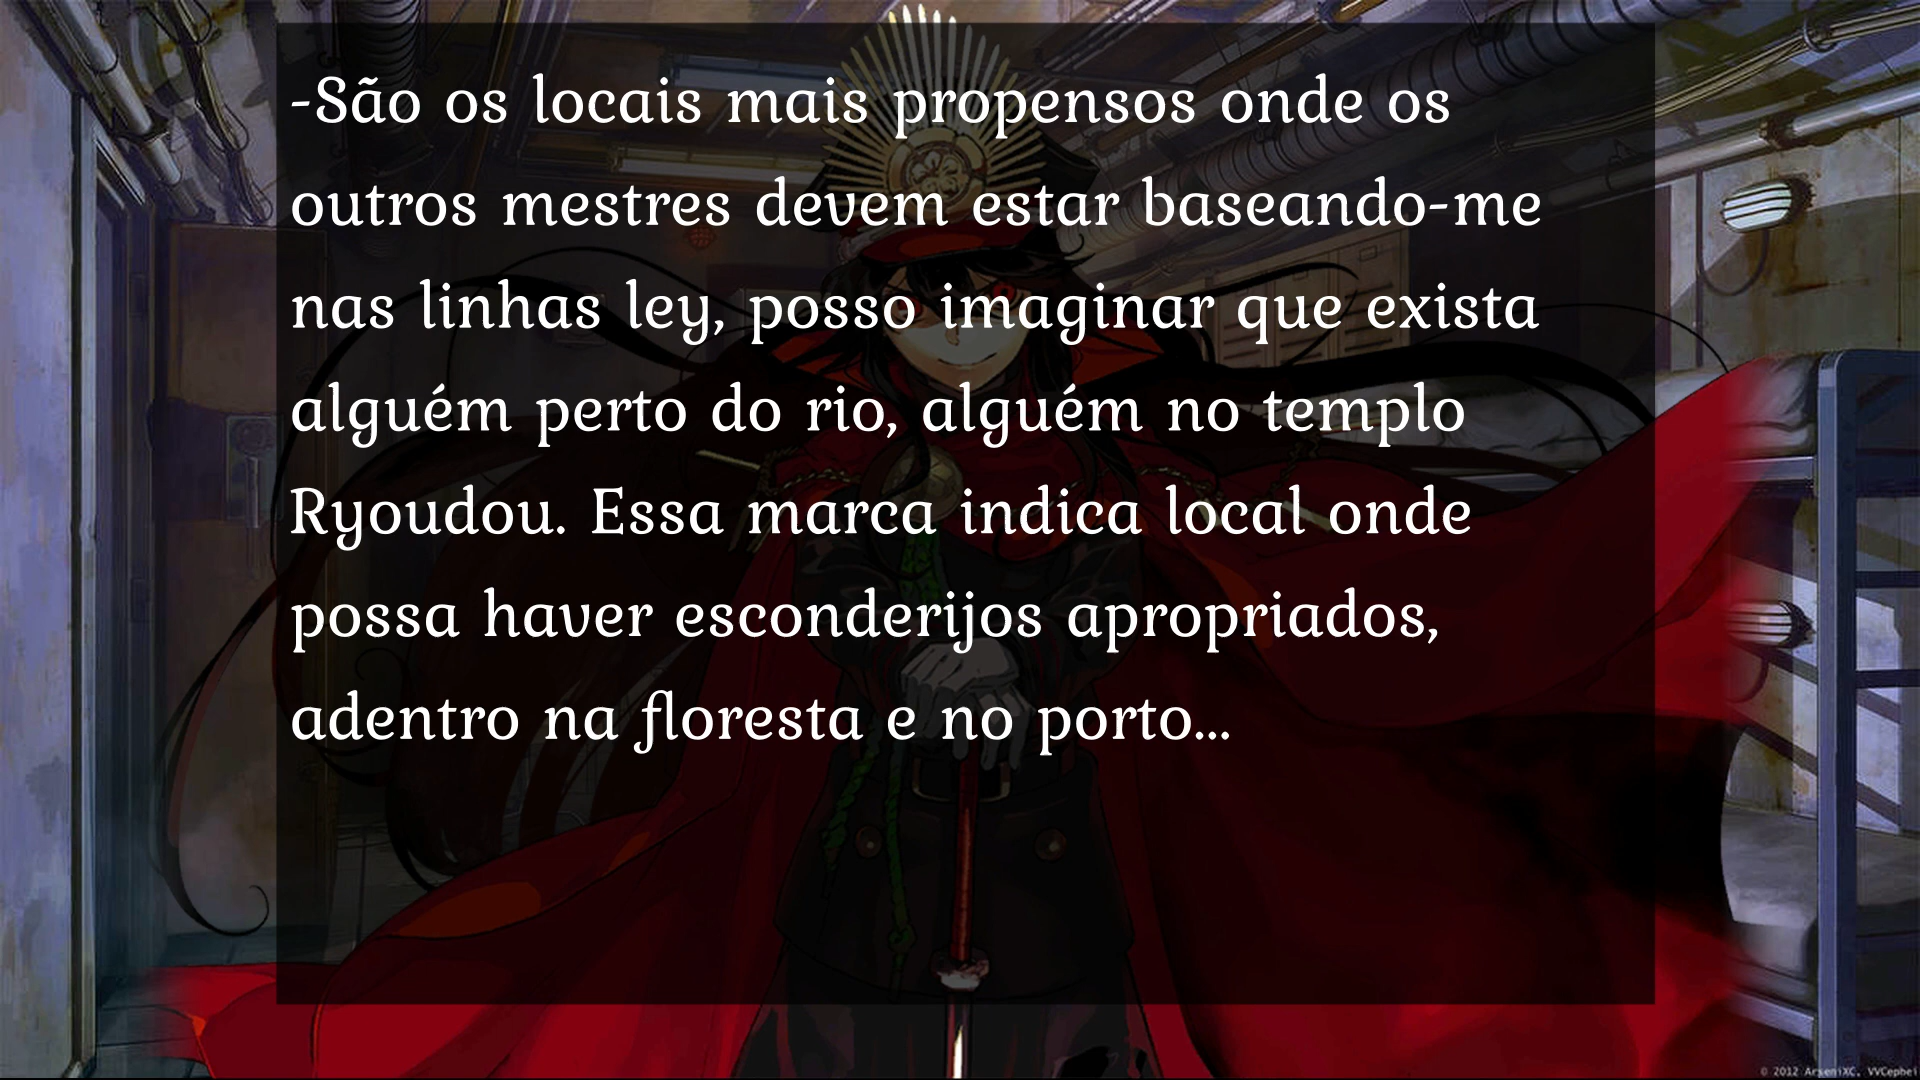 -São os locais mais propensos onde os
outros mestres devem estar baseando-me
nas linhas ley, posso imaginar que exista
alguém perto do rio, alguém no templo
Ryoudou. Essa marca indica local onde
possa haver esconderijos apropriados,
adentro na floresta e no porto...
© 2012 ArseniXC, VVCephei